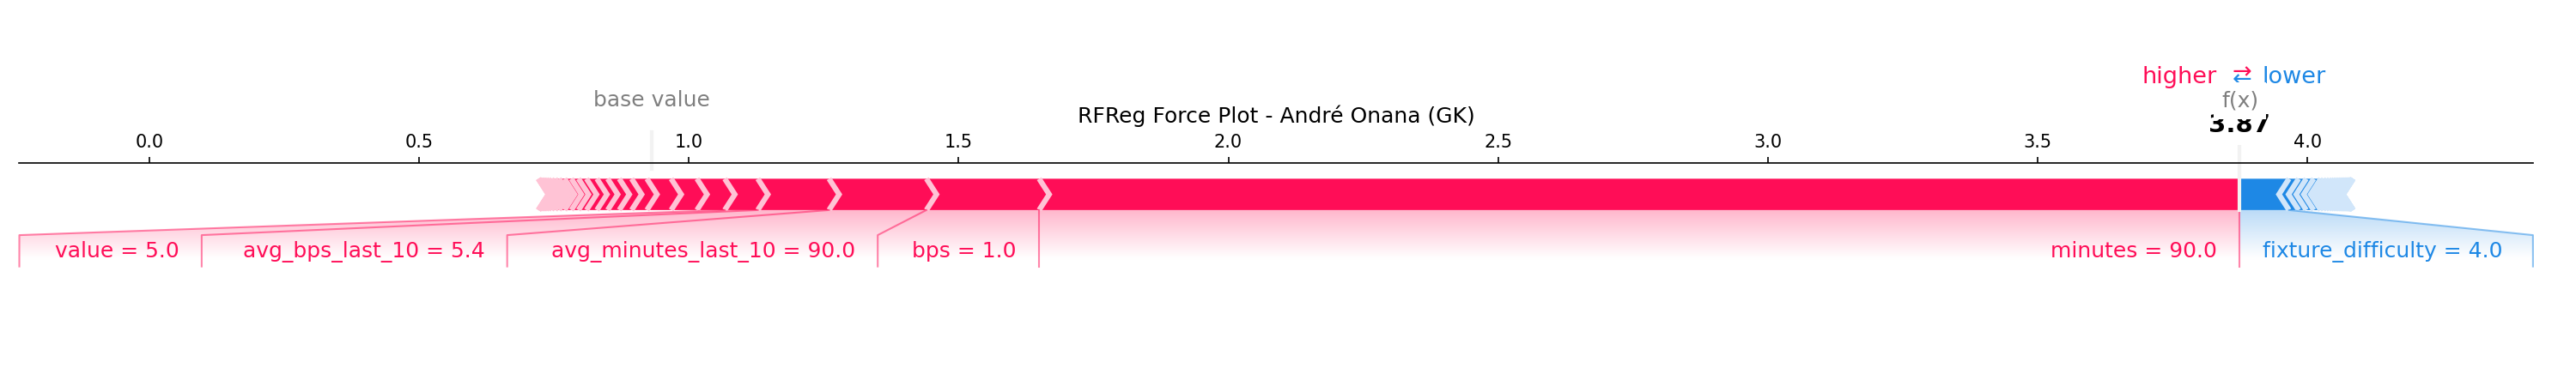 higher ⇄ lower
base value
f(x)
RFReg Force Plot - André Onana (GK)
3.87
0.0 0.5 1.0 1.5 2.0 2.5 3.0 3.5 4.0
value = 5.0 avg_bps_last_10 = 5.4 avg_minutes_last_10 = 90.0 bps = 1.0 minutes = 90.0 fixture_difficulty = 4.0